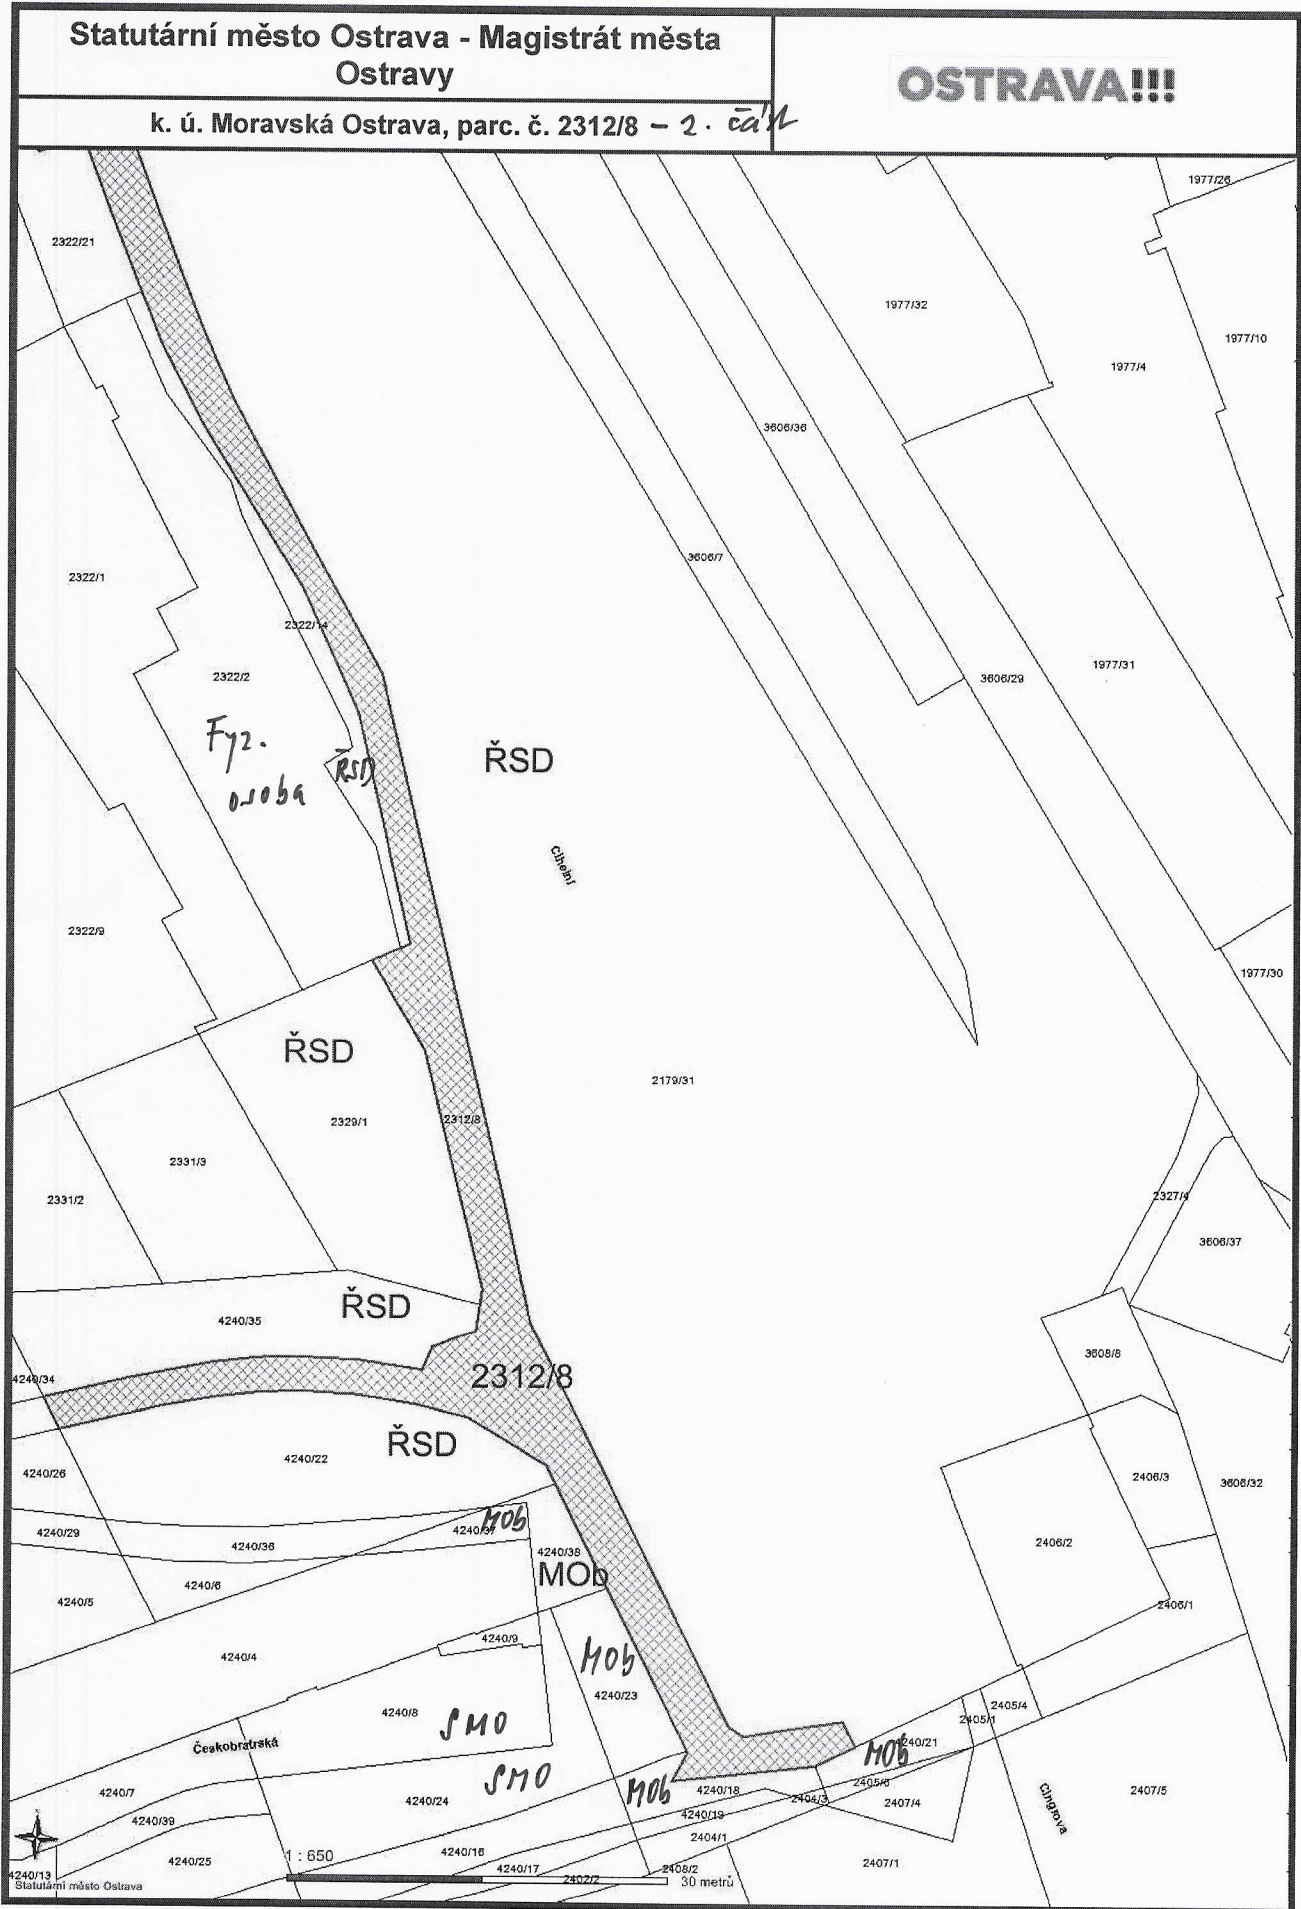 Statutární město Ostrava - Magistrát města
Ostravy
OSTRAVA!!!
k. ú. Moravská Ostrava, parc. č. 2312/8 – 2. část
1977/26
2322/21
1977/32
1977/10
1977/4
3606/36
3606/7
2322/1
2322/14
1977/31
2322/2
3606/29
Fyz.
osoba
ŘSD
ŘSD
Cihelní
2322/9
1977/30
ŘSD
2179/31
2329/1
2312/8
2331/3
2331/2
2327/4
3606/37
ŘSD
4240/35
3608/8
4240/34
2312/8
ŘSD
4240/22
4240/26
2406/3
3606/32
MOb
4240/37
4240/29
4240/36
4240/38
2406/2
MOb
4240/6
4240/5
2406/1
4240/9
4240/4
MOb
4240/23
2405/4
4240/8
2405/1
SMO
Českobratrská
4240/21
MOb
SMO
MOb
4240/7
4240/24
4240/18
2405/6
2407/5
2404/3
2407/4
Cingrova
4240/39
4240/19
2404/1
1 : 650
4240/16
4240/25
2407/1
4240/13
4240/17
2408/2
2402/2
30 metrů
Statutární město Ostrava